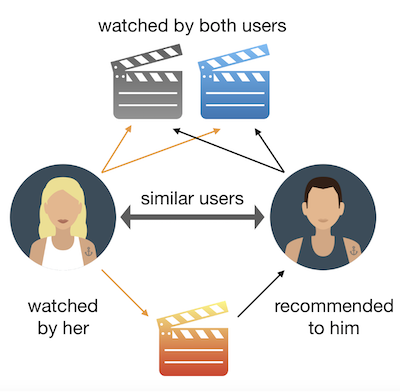 watched by both users
similar users
watched
by her
recommended
to him